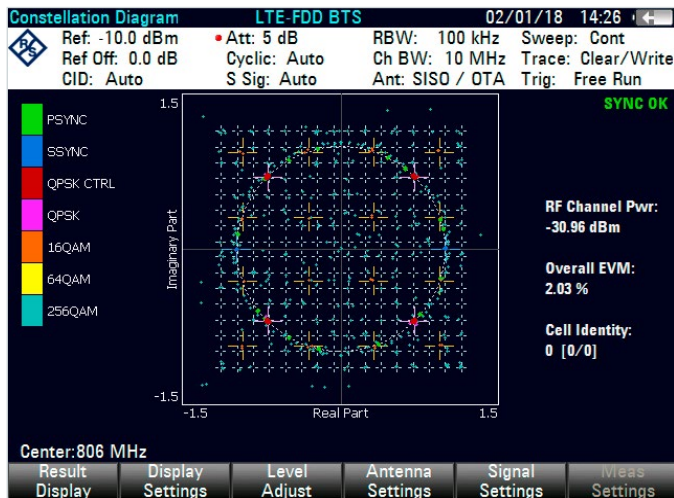 Constellation Diagram LTE-FDD BTS 02/01/18 14:26
R&S
Ref: -10.0 dBm Att: 5 dB RBW: 100 kHz Sweep: Cont
Ref Off: 0.0 dB Cyclic: Auto Ch BW: 10 MHz Trace: Clear/Write
CID: Auto S Sig: Auto Ant: SISO / OTA Trig: Free Run
SYNC OK
1.5
PSYNC
SSYNC
QPSK CTRL
QPSK
16QAM
64QAM
256QAM
Imaginary Part
RF Channel Pwr:
-30.96 dBm
Overall EVM:
2.03 %
Cell Identity:
0 [0/0]
-1.5
-1.5 Real Part 1.5
Center:806 MHz
Result Display Level Antenna Signal Meas
Display Settings Adjust Settings Settings Settings